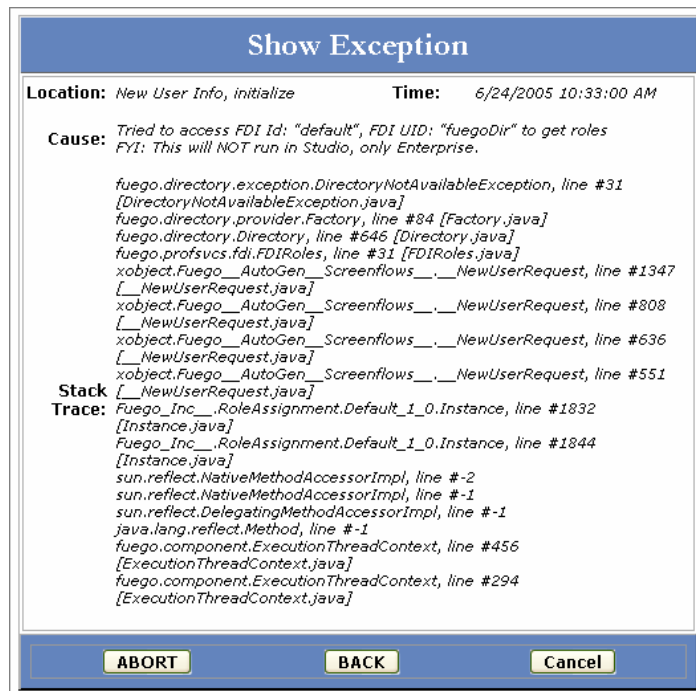 Show Exception
Location: New User Info, initialize Time: 6/24/2005 10:33:00 AM
Cause: Tried to access FDI Id: "default", FDI UID: "fuegoDir" to get roles
FYI: This will NOT run in Studio, only Enterprise.
Stack Trace:
fuego.directory.exception.DirectoryNotAvailableException, line #31
[DirectoryNotAvailableException.java]
fuego.directory.provider.Factory, line #84 [Factory.java]
fuego.directory.Directory, line #646 [Directory.java]
fuego.profsvcs.fdi.FDIRoles, line #31 [FDIRoles.java]
xobject.Fuego__AutoGen__Screenflows__.__NewUserRequest, line #1347
[__NewUserRequest.java]
xobject.Fuego__AutoGen__Screenflows__.__NewUserRequest, line #808
[__NewUserRequest.java]
xobject.Fuego__AutoGen__Screenflows__.__NewUserRequest, line #636
[__NewUserRequest.java]
xobject.Fuego__AutoGen__Screenflows__.__NewUserRequest, line #551
[__NewUserRequest.java]
Fuego_Inc__.RoleAssignment.Default_1_0.Instance, line #1832
[Instance.java]
Fuego_Inc__.RoleAssignment.Default_1_0.Instance, line #1844
[Instance.java]
sun.reflect.NativeMethodAccessorImpl, line #-2
sun.reflect.NativeMethodAccessorImpl, line #-1
sun.reflect.DelegatingMethodAccessorImpl, line #-1
java.lang.reflect.Method, line #-1
fuego.component.ExecutionThreadContext, line #456
[ExecutionThreadContext.java]
fuego.component.ExecutionThreadContext, line #294
[ExecutionThreadContext.java]
ABORT BACK Cancel